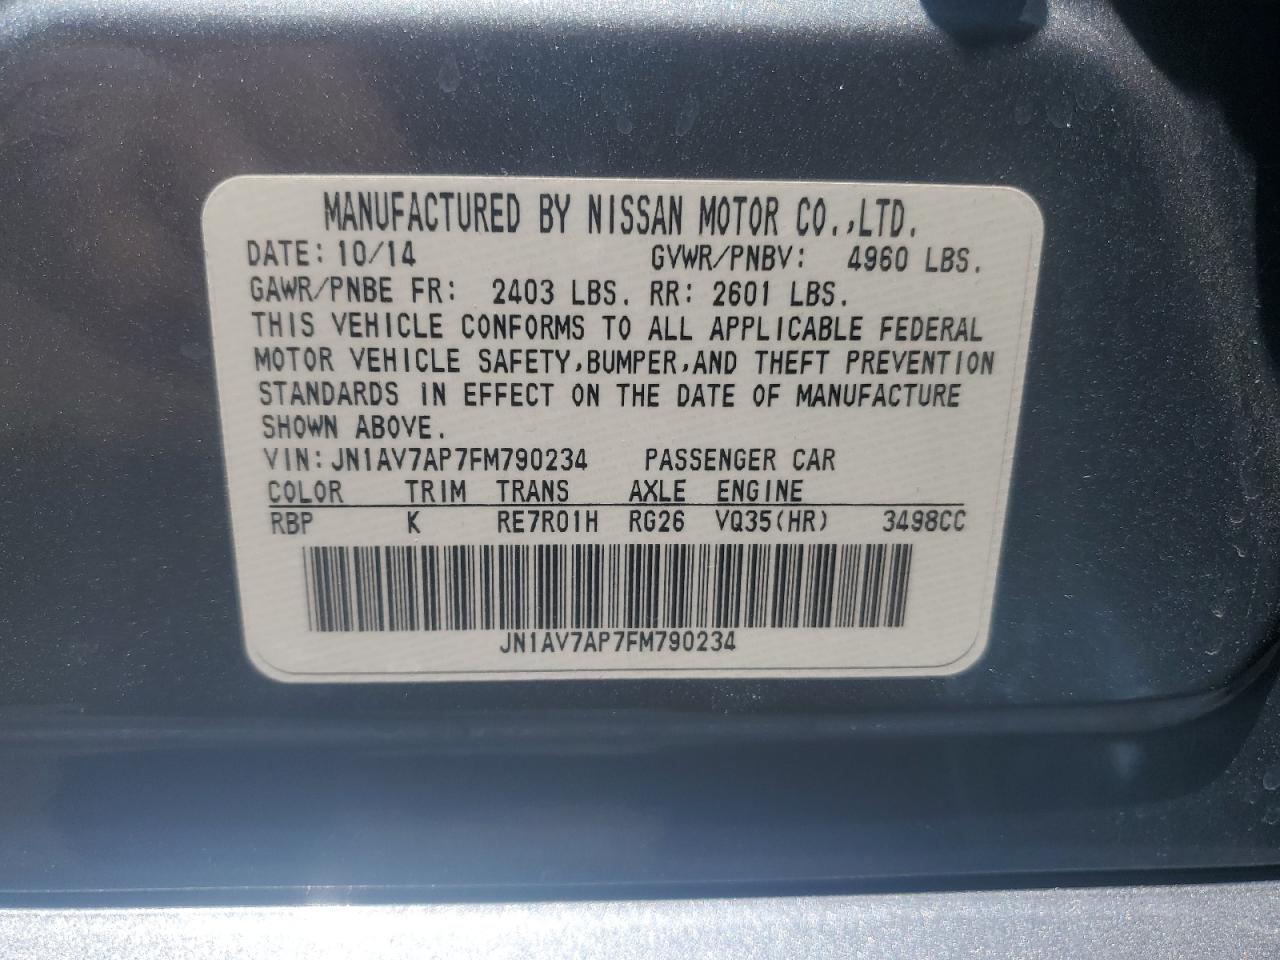 MANUFACTURED BY NISSAN MOTOR CO.,LTD.
DATE: 10/14 GVWR/PNBV: 4960 LBS.
GAWR/PNBE FR: 2403 LBS. RR: 2601 LBS.
THIS VEHICLE CONFORMS TO ALL APPLICABLE FEDERAL
MOTOR VEHICLE SAFETY,BUMPER,AND THEFT PREVENTION
STANDARDS IN EFFECT ON THE DATE OF MANUFACTURE
SHOWN ABOVE.
VIN: JN1AV7AP7FM790234 PASSENGER CAR
COLOR TRIM TRANS AXLE ENGINE
RBP K RE7R01H RG26 VQ35(HR) 3498CC
JN1AV7AP7FM790234